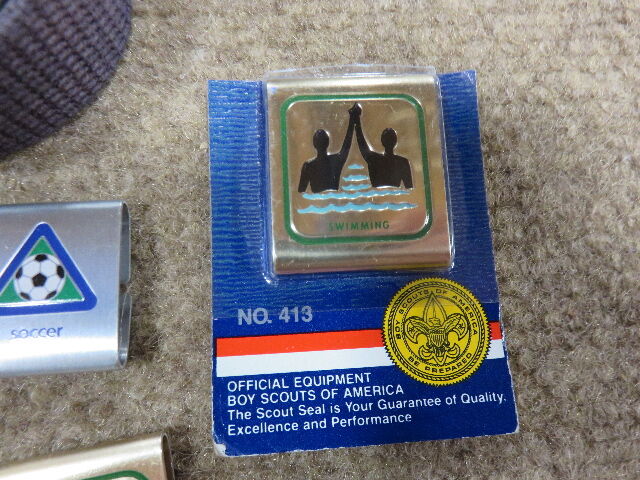 SWIMMING
soccer
NO. 413
BOY SCOUTS OF AMERICA
BE PREPARED
OFFICIAL EQUIPMENT
BOY SCOUTS OF AMERICA
The Scout Seal is Your Guarantee of Quality,
Excellence and Performance